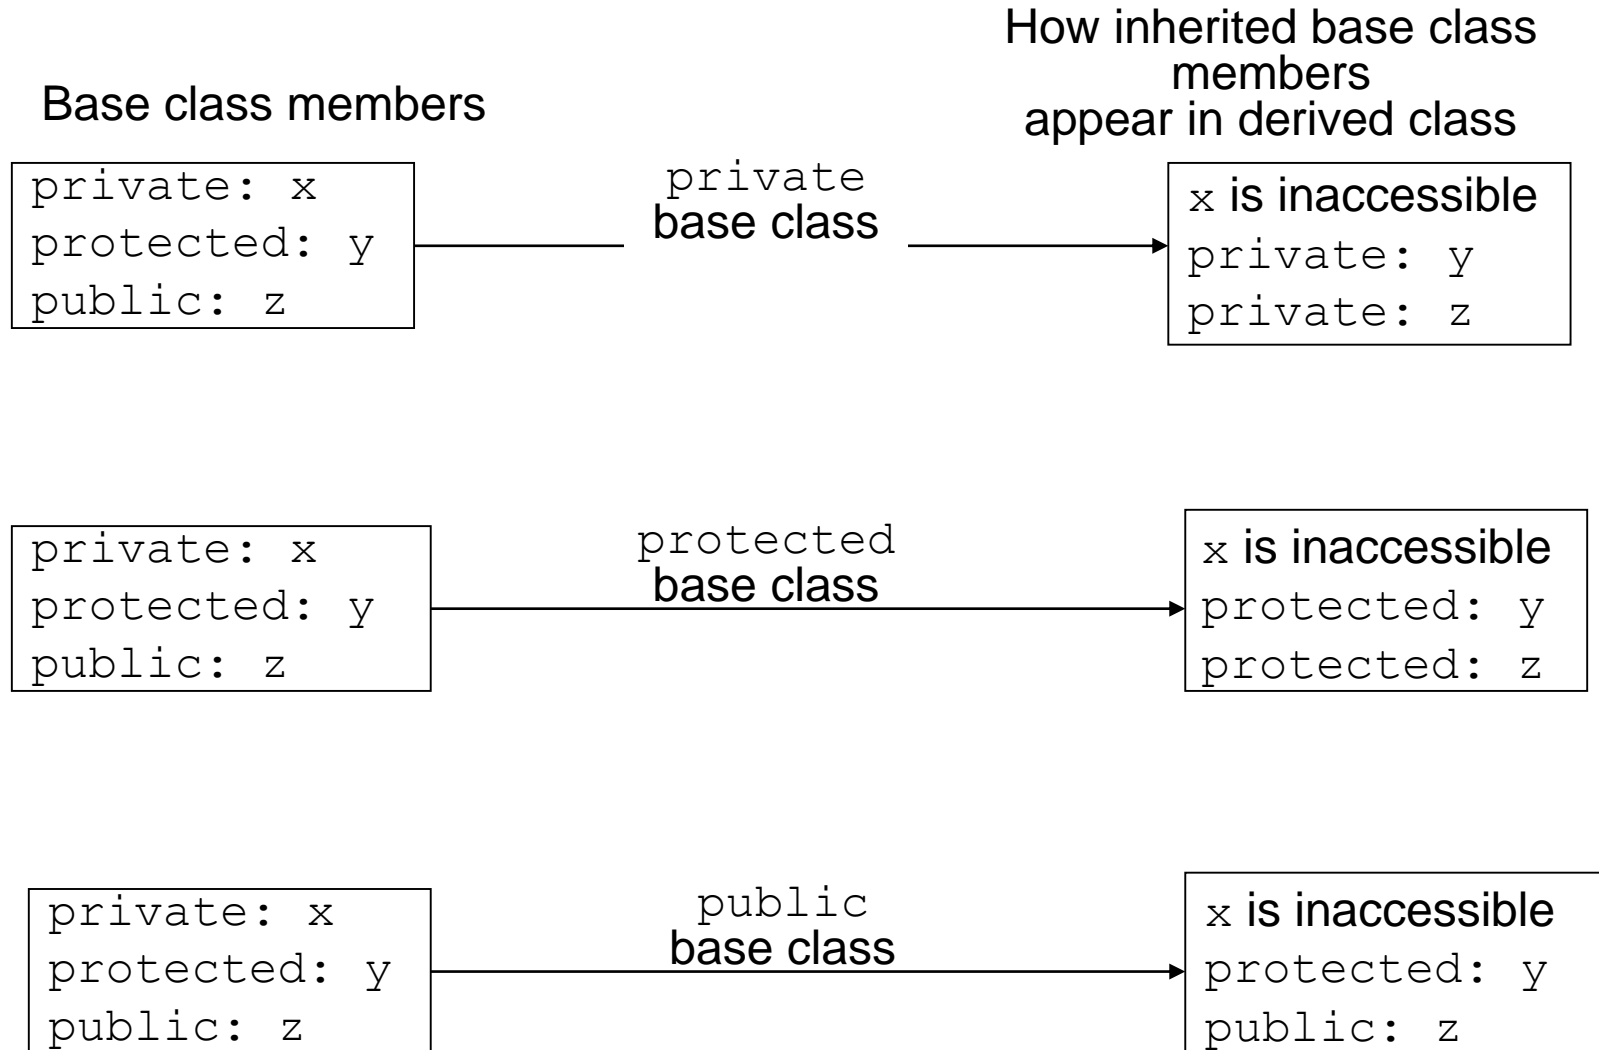 How inherited base class
members
appear in derived class
Base class members
private: x
protected: y
public: z
private
base class
x is inaccessible
private: y
private: z
private: x
protected: y
public: z
protected
base class
x is inaccessible
protected: y
protected: z
private: x
protected: y
public: z
public
base class
x is inaccessible
protected: y
public: z